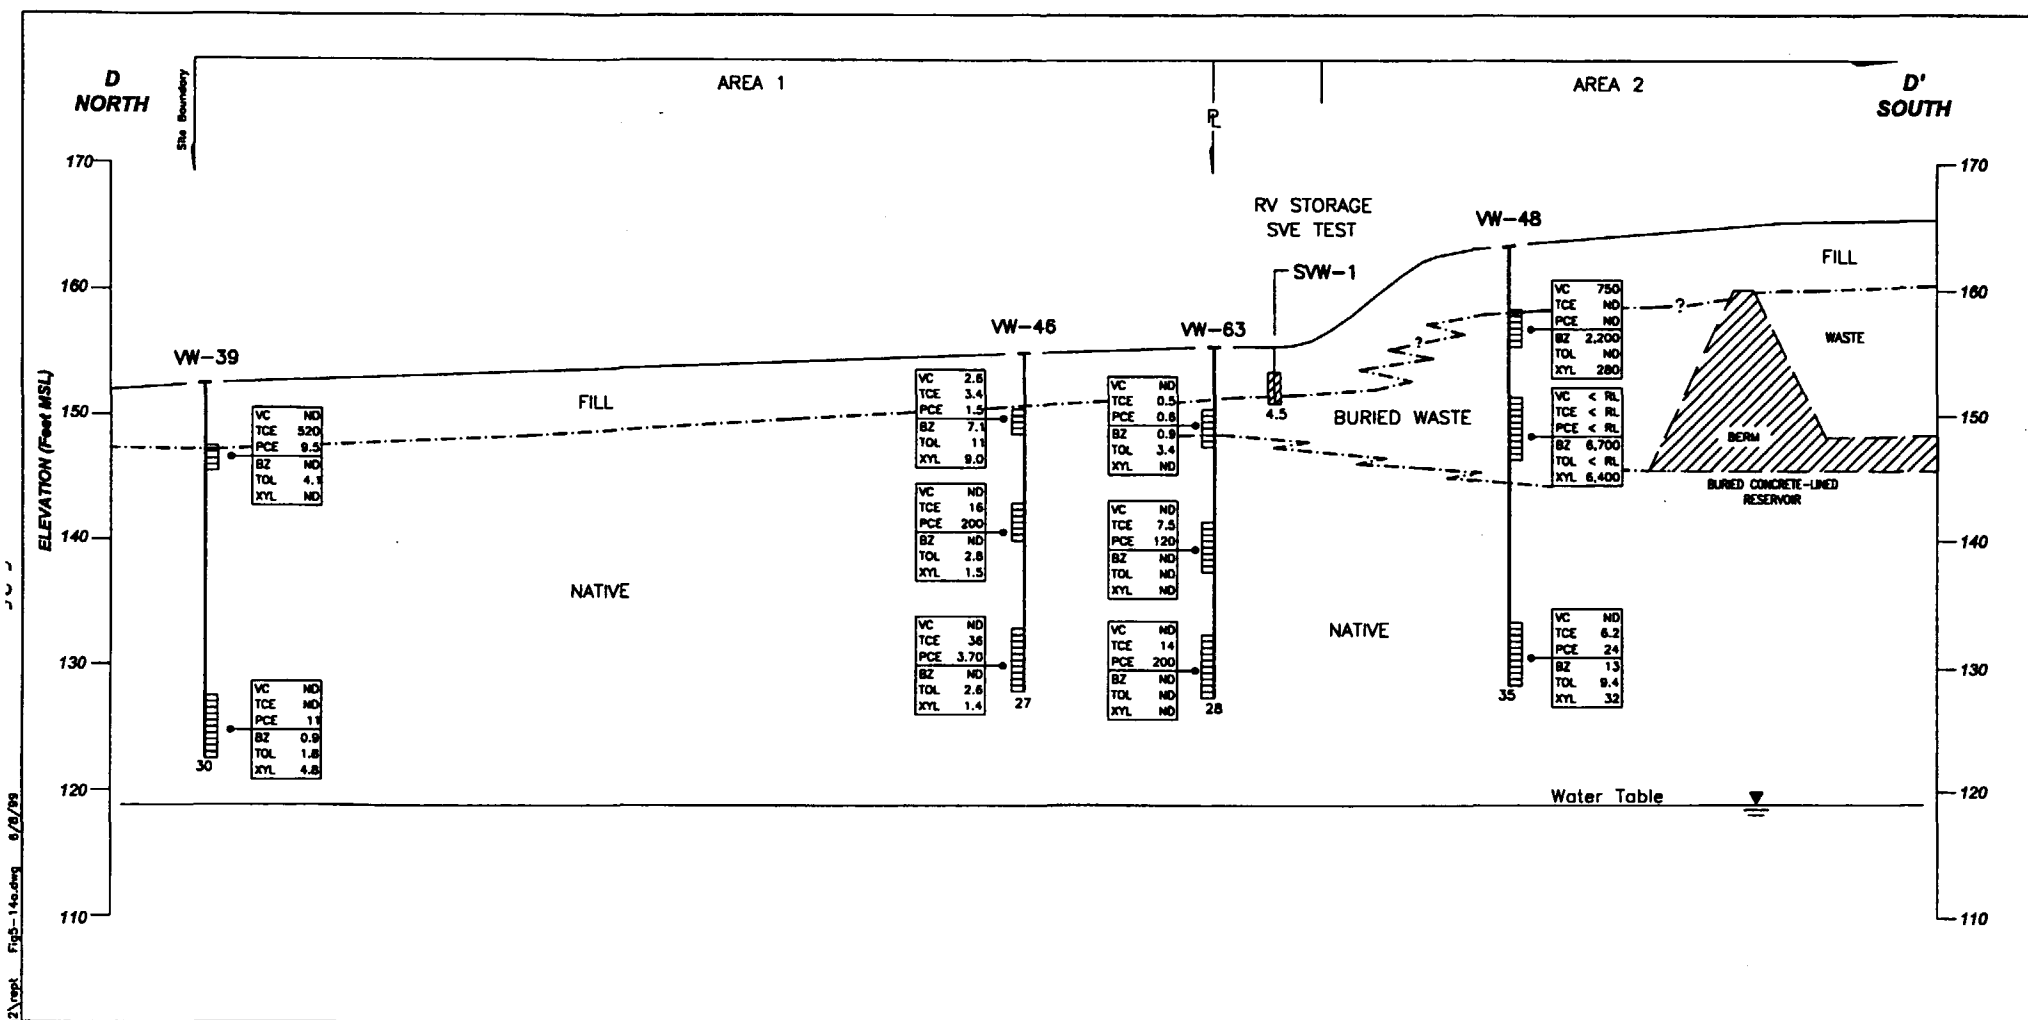 D
NORTH
Site Boundary
AREA 1
AREA 2
D'
SOUTH
PL
170
160
150
140
130
120
110
ELEVATION (Feet MSL)
170
160
150
140
130
120
110
RV STORAGE
SVE TEST
SVW-1
4.5
VW-39
VW-46
VW-63
VW-48
FILL
FILL
WASTE
BURIED WASTE
BERM
BURIED CONCRETE-LINED
RESERVOIR
NATIVE
NATIVE
?
?
VC ND
TCE 520
PCE 9.5
BZ ND
TOL 4.1
XYL ND
VC ND
TCE ND
PCE 11
BZ 0.9
TOL 1.8
XYL 4.8
30
VC 2.6
TCE 3.4
PCE 1.5
BZ 7.1
TOL 11
XYL 9.0
VC ND
TCE 16
PCE 200
BZ ND
TOL 2.8
XYL 1.5
VC ND
TCE 36
PCE 3.70
BZ ND
TOL 2.6
XYL 1.4
27
VC ND
TCE 0.5
PCE 0.6
BZ 0.9
TOL 3.4
XYL ND
VC ND
TCE 7.5
PCE 120
BZ ND
TOL ND
XYL ND
VC ND
TCE 14
PCE 200
BZ ND
TOL ND
XYL ND
28
VC 750
TCE ND
PCE ND
BZ 2,200
TOL ND
XYL 280
VC < RL
TCE < RL
PCE < RL
BZ 6,700
TOL < RL
XYL 6,400
VC ND
TCE 6.2
PCE 24
BZ 13
TOL 9.4
XYL 32
35
Water Table
2\rept Fig5-14a.dwg 6/8/99